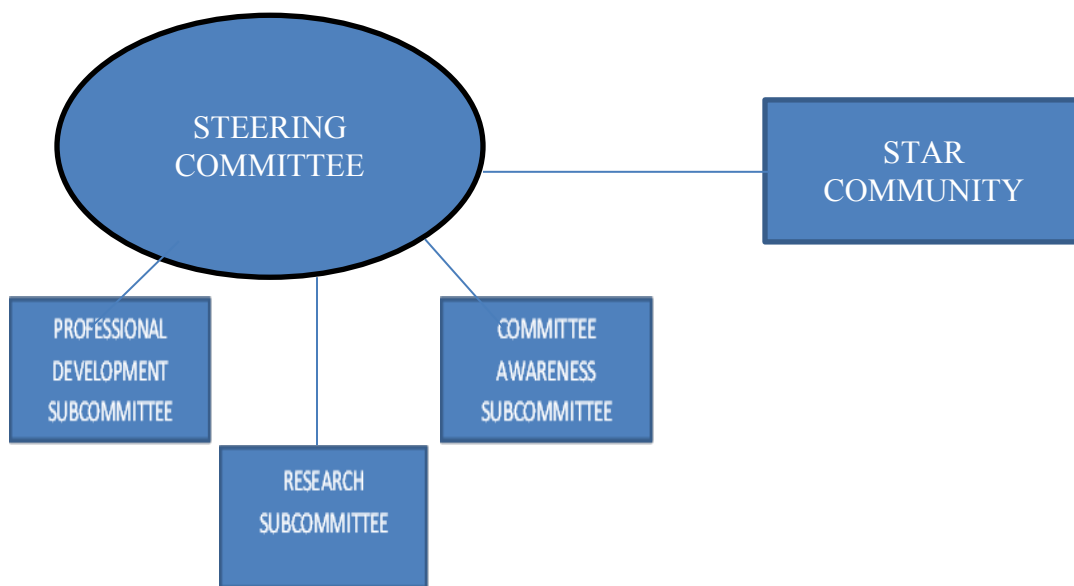 STEERING
COMMITTEE
STAR
COMMUNITY
PROFESSIONAL
DEVELOPMENT
SUBCOMMITTEE
COMMITTEE
AWARENESS
SUBCOMMITTEE
RESEARCH
SUBCOMMITTEE